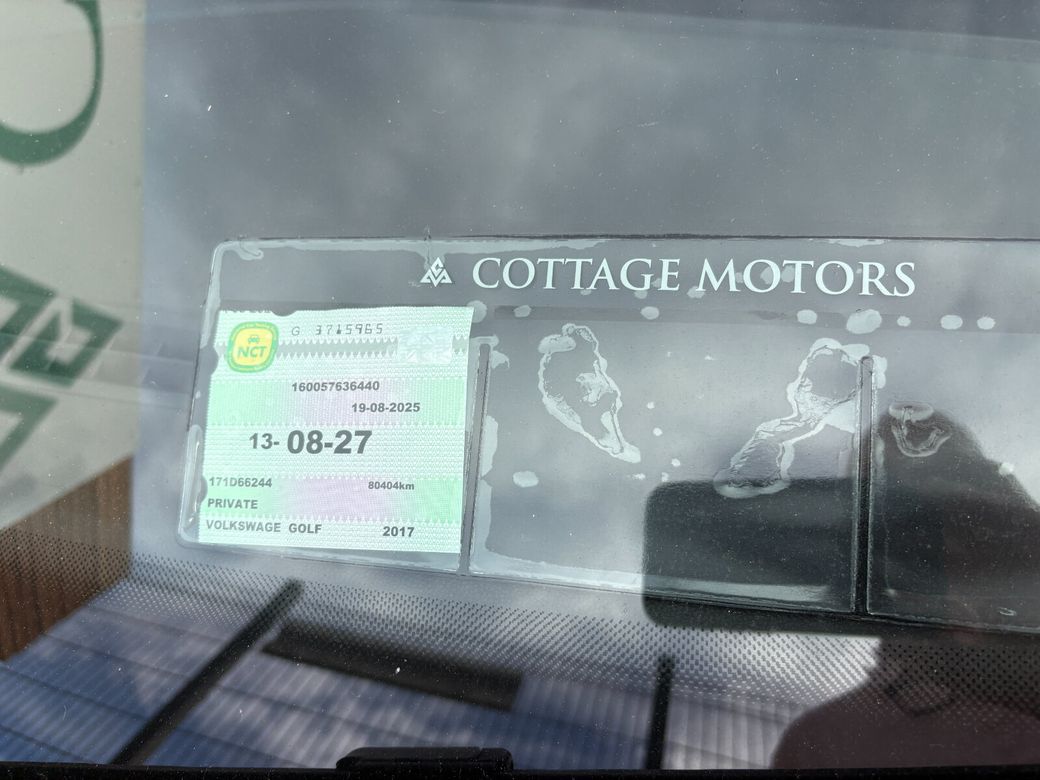 COTTAGE MOTORS
NCT
G 3715965
160057636440
19-08-2025
13- 08-27
171D66244 80404km
PRIVATE
VOLKSWAGE GOLF 2017